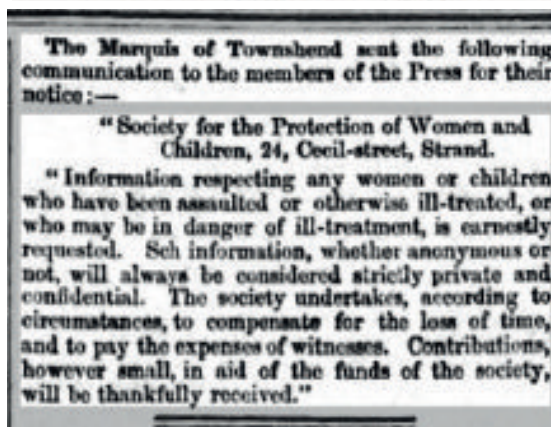 The Marquis of Townshend sent the following
communication to the members of the Press for their
notice:—
"Society for the Protection of Women and
Children, 24, Cecil-street, Strand.
"Information respecting any women or children
who have been assaulted or otherwise ill-treated, or
who may be in danger of ill-treatment, is earnestly
requested. Sch information, whether anonymous or
not, will always be considered strictly private and
confidential. The society undertakes, according to
circumstances, to compensate for the loss of time,
and to pay the expenses of witnesses. Contributions,
however small, in aid of the funds of the society,
will be thankfully received."